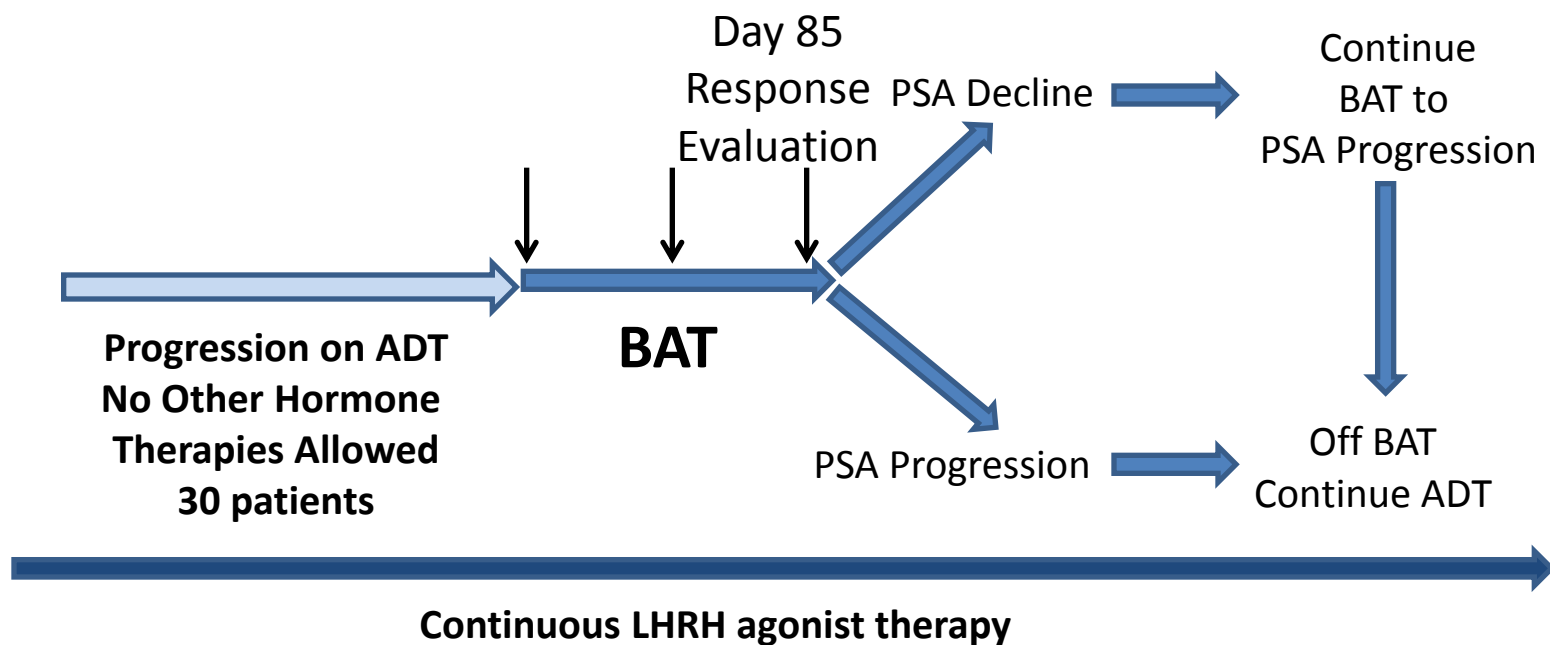 Day 85
Response
Evaluation
PSA Decline
Continue
BAT to
PSA Progression
Progression on ADT
No Other Hormone
Therapies Allowed
30 patients
BAT
PSA Progression
Off BAT
Continue ADT
Continuous LHRH agonist therapy